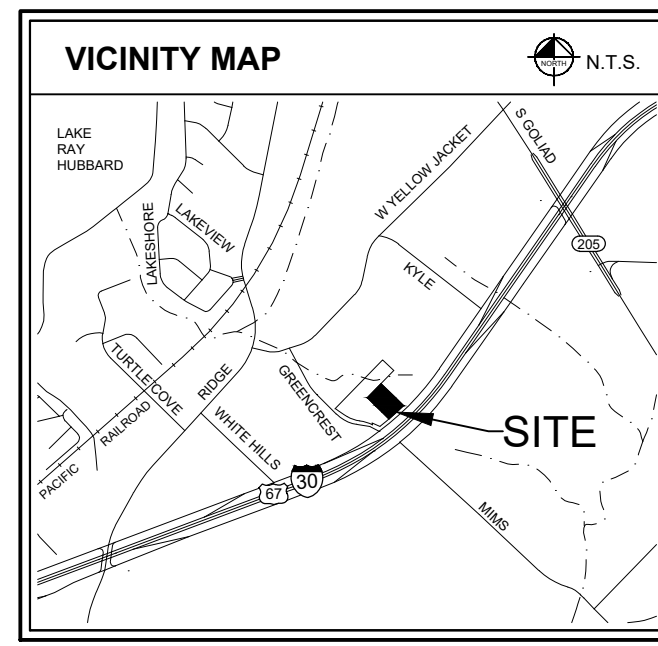 VICINITY MAP
NORTH
N.T.S.
LAKE
RAY
HUBBARD
LAKESHORE
LAKEVIEW
W YELLOW JACKET
S GOLIAD
205
KYLE
TURTLE COVE
RIDGE
GREENCREST
RAILROAD
PACIFIC
WHITE HILLS
SITE
67
30
MIMS